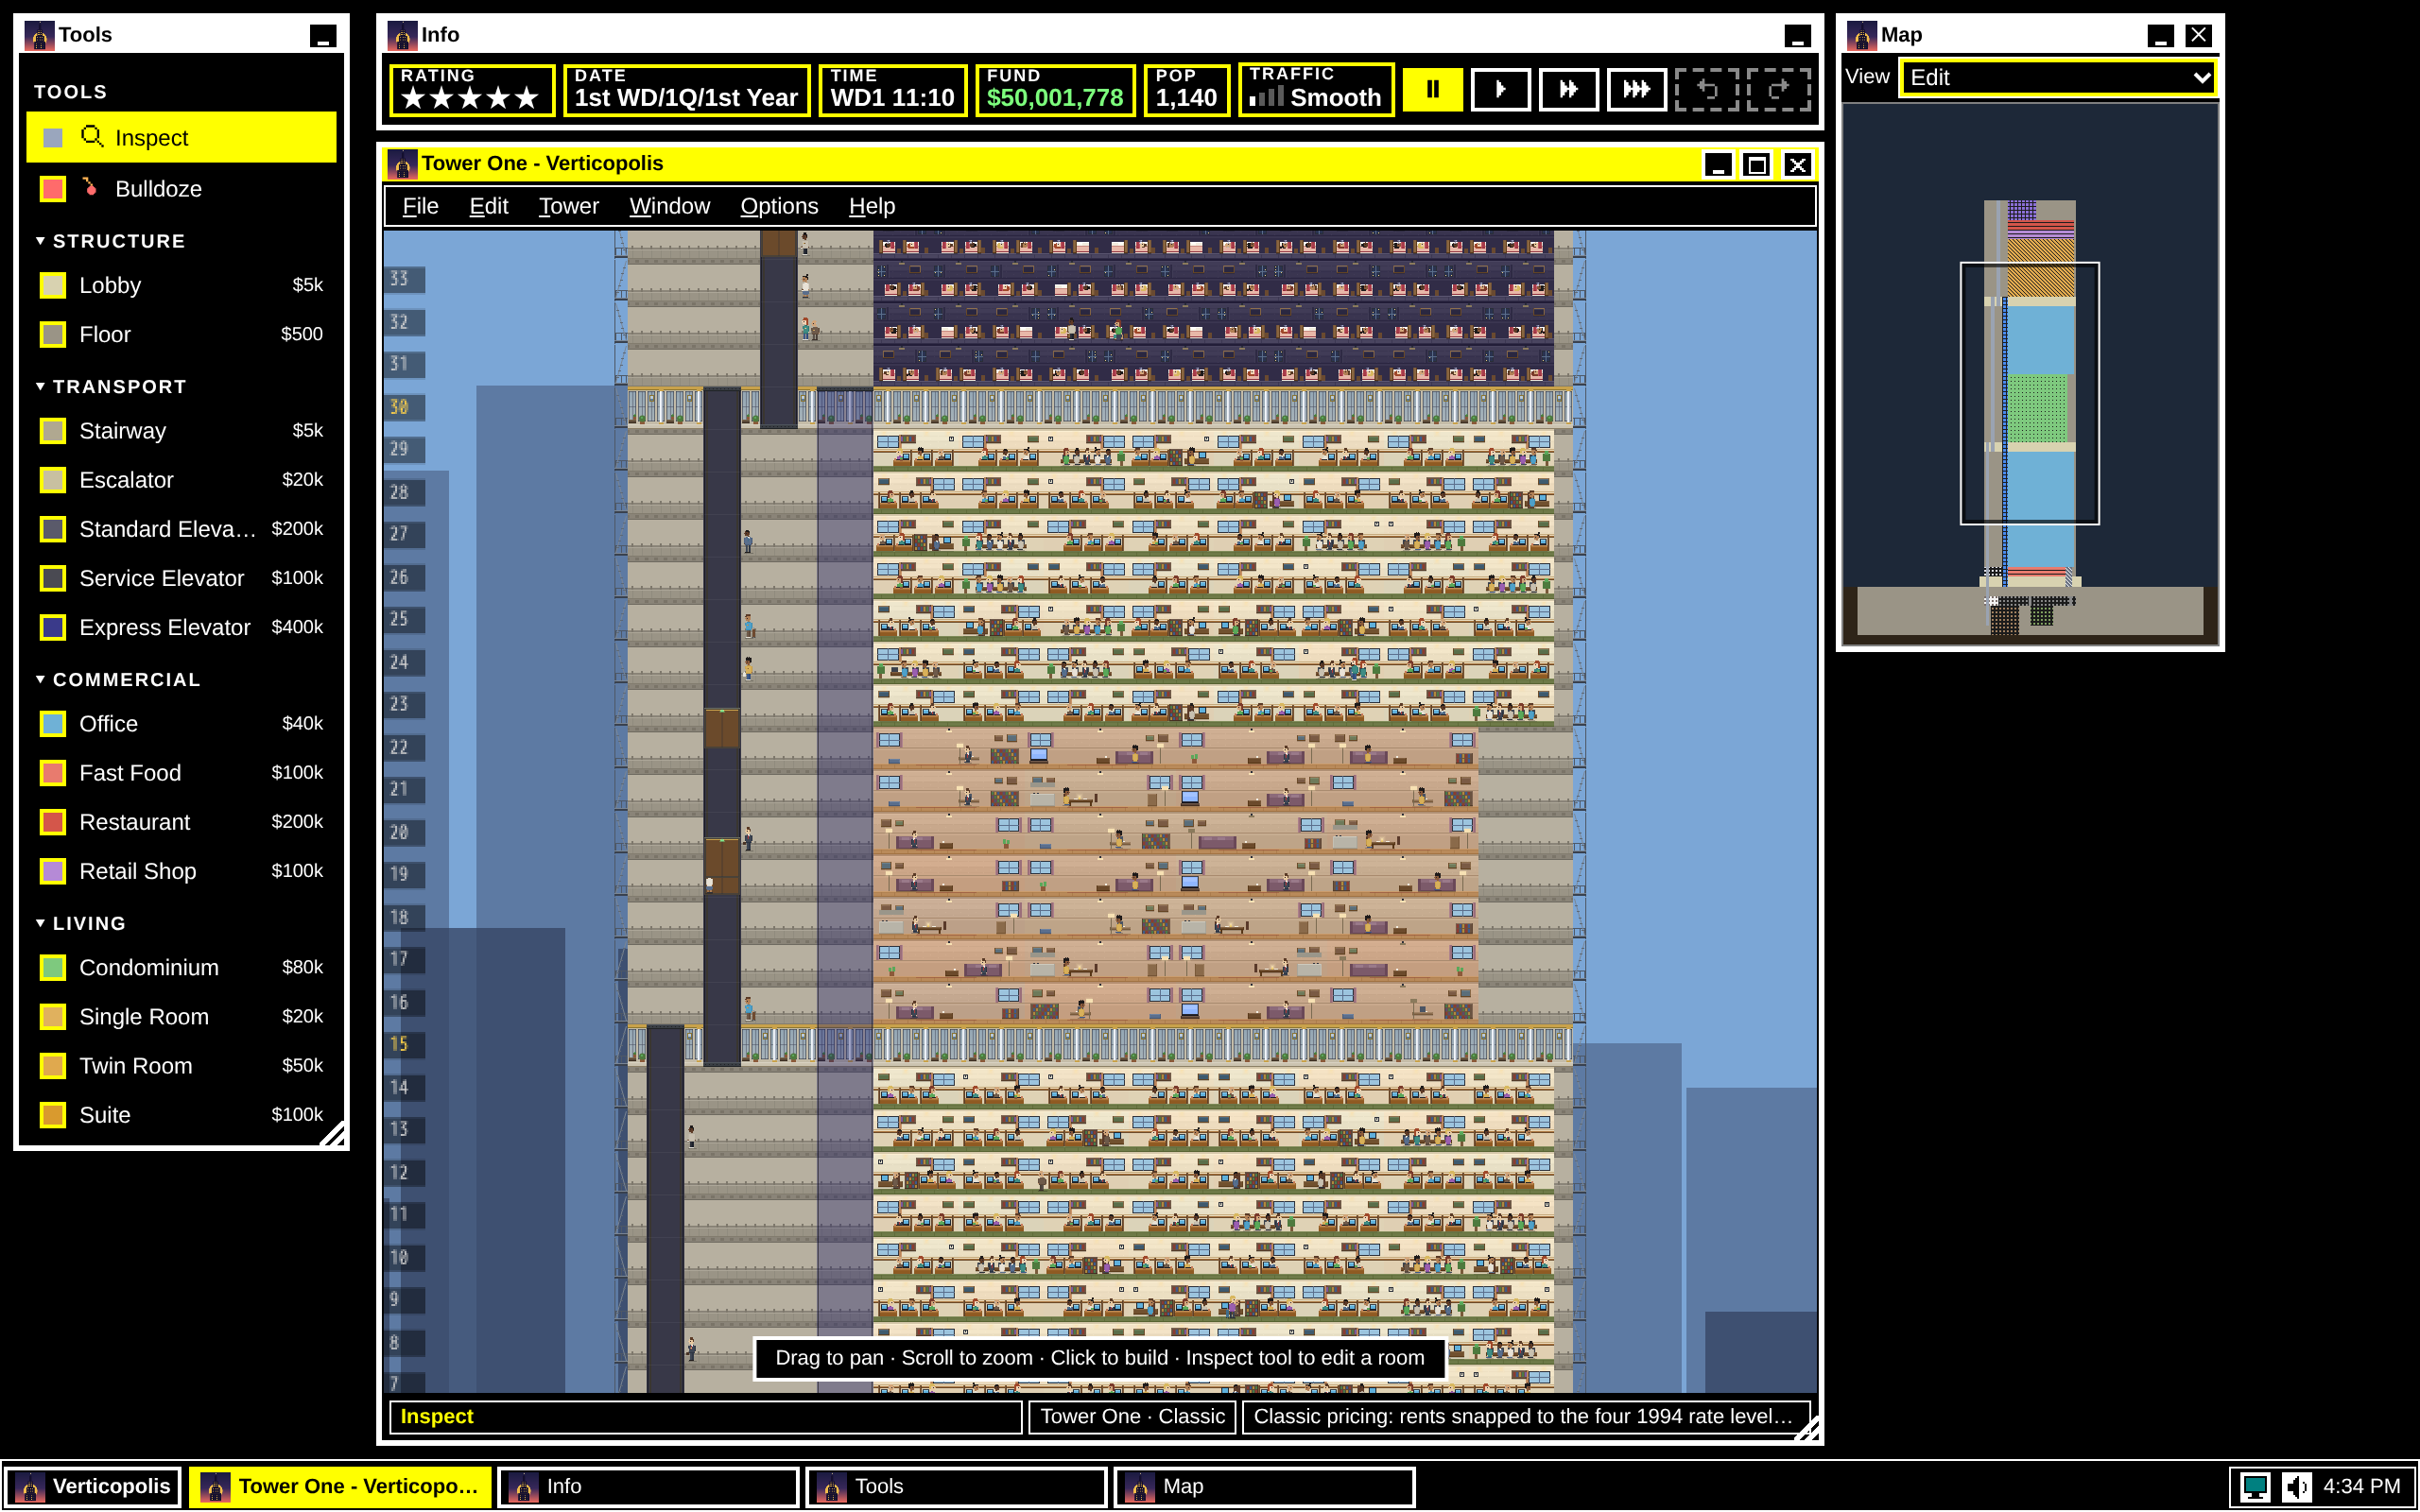 Tools
TOOLS
Inspect
Bulldoze
STRUCTURE
Lobby $5k
Floor $500
TRANSPORT
Stairway $5k
Escalator $20k
Standard Eleva… $200k
Service Elevator $100k
Express Elevator $400k
COMMERCIAL
Office $40k
Fast Food $100k
Restaurant $200k
Retail Shop $100k
LIVING
Condominium $80k
Single Room $20k
Twin Room $50k
Suite $100k
Info
RATING
★★★★★
DATE
1st WD/1Q/1st Year
TIME
WD1 11:10
FUND
$50,001,778
POP
1,140
TRAFFIC
Smooth
Tower One - Verticopolis
File Edit Tower Window Options Help
33
32
31
30
29
28
27
26
25
24
23
22
21
20
19
18
17
16
15
14
13
12
11
10
9
8
7
Drag to pan · Scroll to zoom · Click to build · Inspect tool to edit a room
Inspect
Tower One · Classic
Classic pricing: rents snapped to the four 1994 rate level…
Map
View Edit
Verticopolis
Tower One - Verticopo…
Info
Tools
Map
4:34 PM